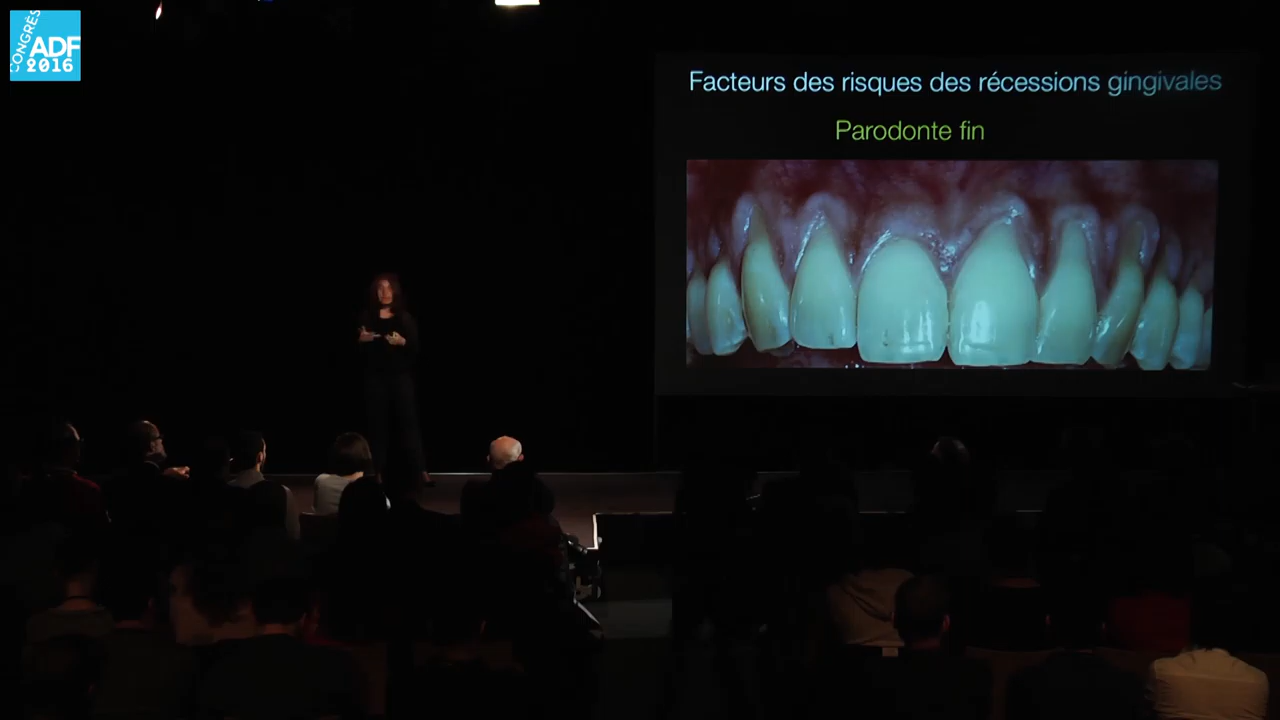 CONGRÈS
ADF
2016
Facteurs des risques des récessions gingivales
Parodonte fin